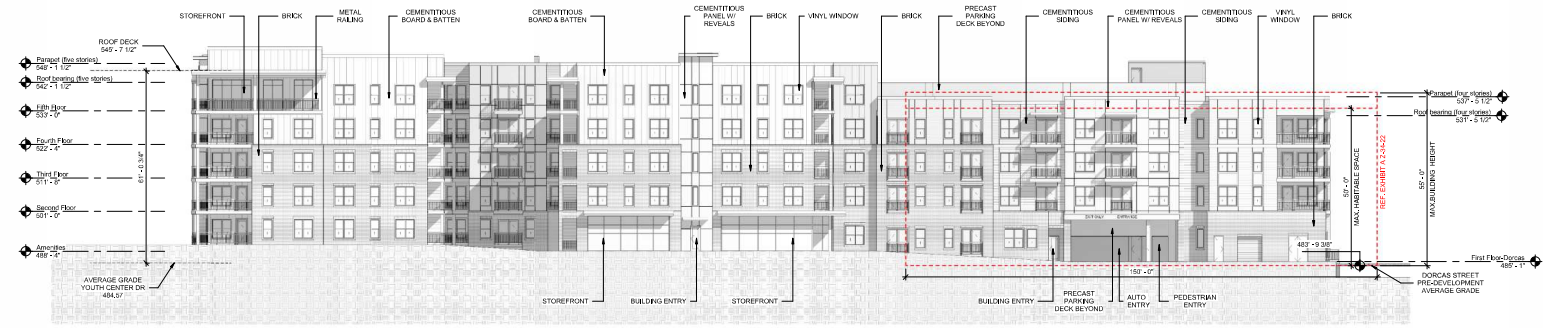 STOREFRONT
BRICK
METAL
RAILING
CEMENTITIOUS
BOARD & BATTEN
CEMENTITIOUS
BOARD & BATTEN
CEMENTITIOUS
PANEL W/
REVEALS
BRICK
VINYL WINDOW
BRICK
PRECAST
PARKING
DECK BEYOND
CEMENTITIOUS
SIDING
CEMENTITIOUS
PANEL W/ REVEALS
CEMENTITIOUS
SIDING
VINYL
WINDOW
BRICK
ROOF DECK
545' - 7 1/2"
Parapet (five stories)
548' - 1 1/2"
Roof bearing (five stories)
542' - 1 1/2"
Fifth Floor
533' - 0"
Fourth Floor
522' - 4"
Third Floor
511' - 8"
Second Floor
501' - 0"
Amenities
488' - 4"
61' - 0 3/4"
AVERAGE GRADE
YOUTH CENTER DR
484.57
Parapet (four stories)
537' - 5 1/2"
Roof bearing (four stories)
531' - 5 1/2"
50' - 0"
MAX. HABITABLE SPACE
REF. EXHIBIT A 2-34-22
55' - 0"
MAX.BUILDING HEIGHT
483' - 9 3/8"
First Floor-Dorcas
485' - 1"
150' - 0"
STOREFRONT
BUILDING ENTRY
STOREFRONT
BUILDING ENTRY
PRECAST
PARKING
DECK BEYOND
AUTO
ENTRY
PEDESTRIAN
ENTRY
DORCAS STREET
PRE-DEVELOPMENT
AVERAGE GRADE